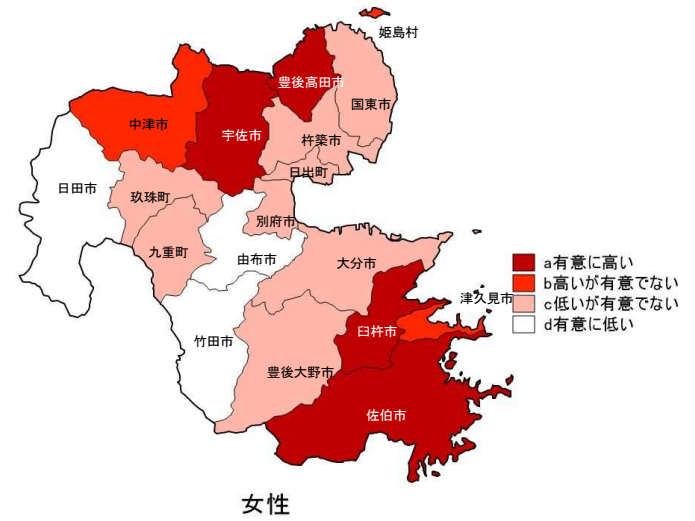 姫島村
豊後高田市
国東市
中津市
宇佐市
杵築市
日出町
日田市
玖珠町
別府市
九重町
由布市
大分市
a有意に高い
b高いが有意でない
c低いが有意でない
d有意に低い
津久見市
臼杵市
竹田市
豊後大野市
佐伯市
女性